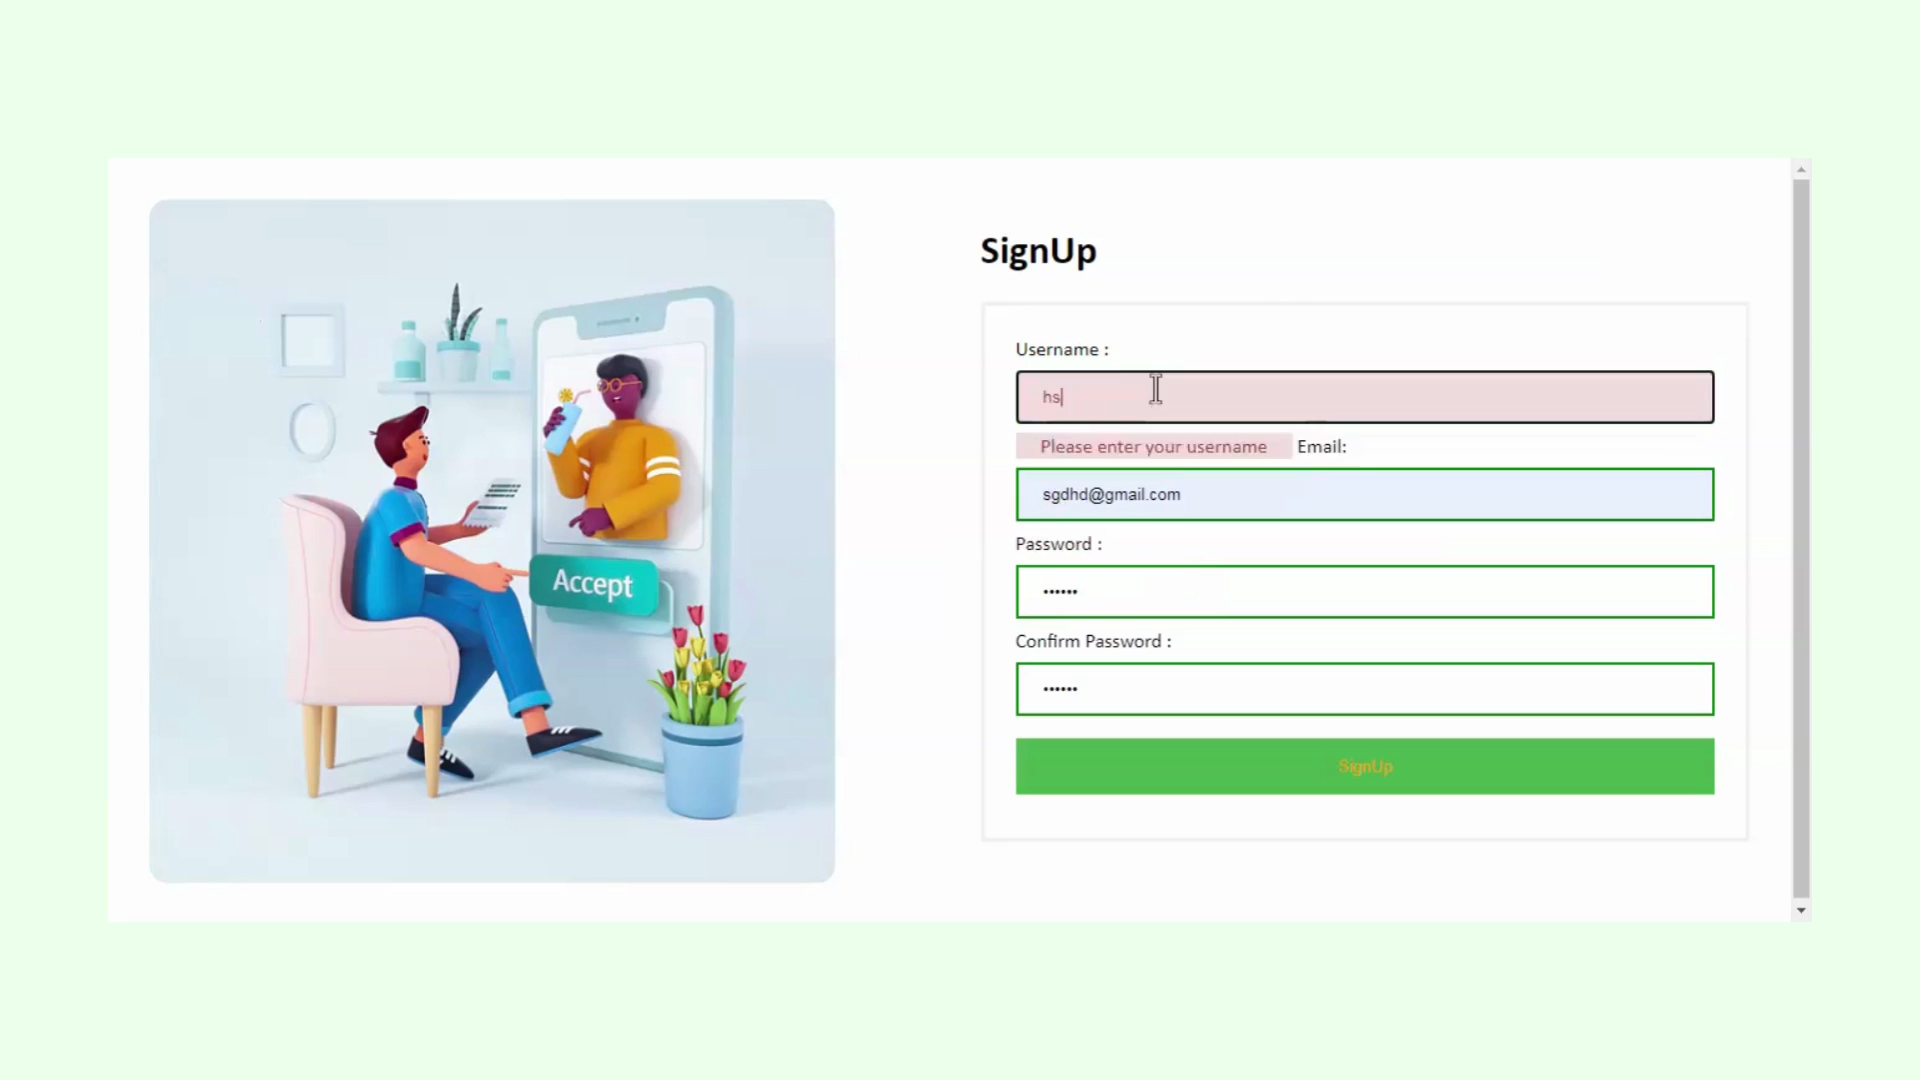 SignUp
Username :
hs
Please enter your username Email:
sgdhd@gmail.com
Password :
••••••
Confirm Password :
••••••
SignUp
Accept